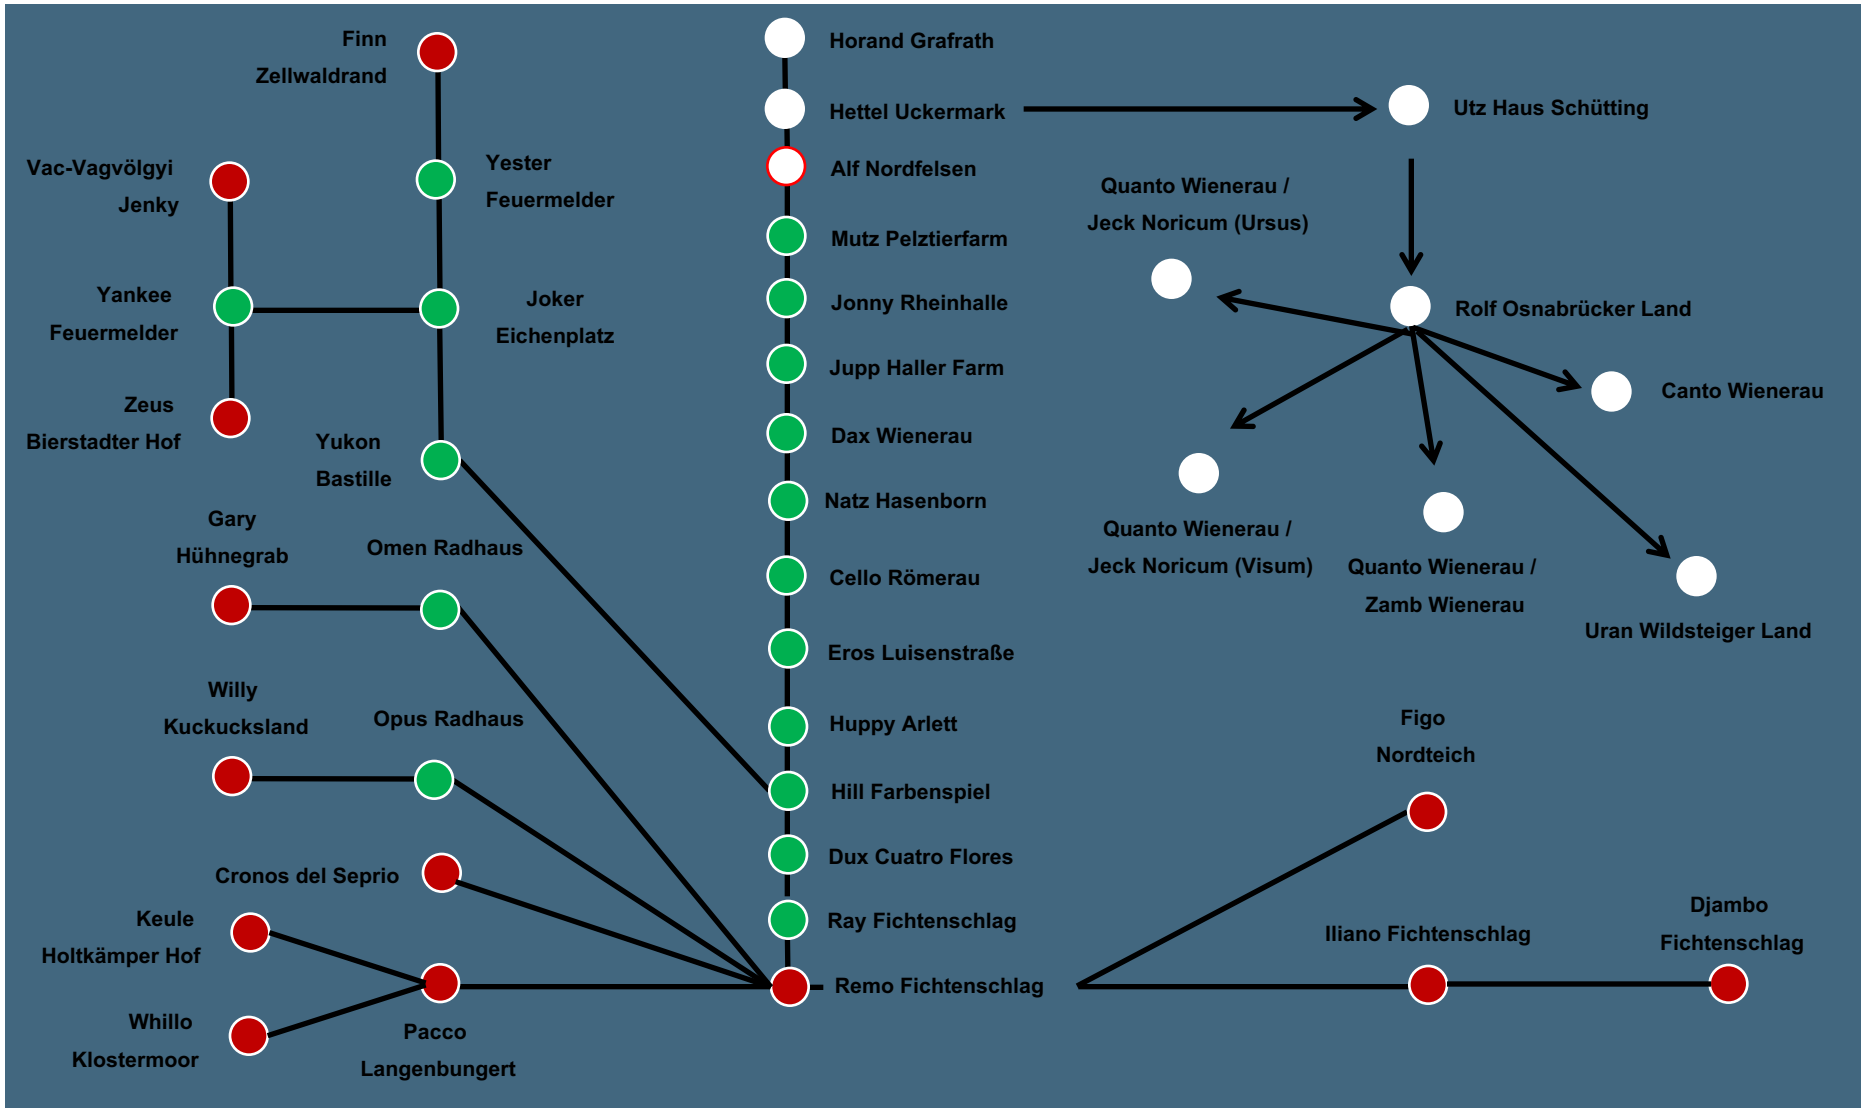 Finn
Zellwaldrand
Vac-Vagvölgyi
Jenky
Yester
Feuermelder
Yankee
Feuermelder
Joker
Eichenplatz
Zeus
Bierstadter Hof
Yukon
Bastille
Gary
Hühnegrab
Omen Radhaus
Willy
Kuckucksland
Opus Radhaus
Cronos del Seprio
Keule
Holtkämper Hof
Whillo
Klostermoor
Pacco
Langenbungert
Horand Grafrath
Hettel Uckermark
Alf Nordfelsen
Mutz Pelztierfarm
Jonny Rheinhalle
Jupp Haller Farm
Dax Wienerau
Natz Hasenborn
Cello Römerau
Eros Luisenstraße
Huppy Arlett
Hill Farbenspiel
Dux Cuatro Flores
Ray Fichtenschlag
Remo Fichtenschlag
Utz Haus Schütting
Quanto Wienerau /
Jeck Noricum (Ursus)
Rolf Osnabrücker Land
Canto Wienerau
Quanto Wienerau /
Jeck Noricum (Visum)
Quanto Wienerau /
Zamb Wienerau
Uran Wildsteiger Land
Figo
Nordteich
Iliano Fichtenschlag
Djambo
Fichtenschlag